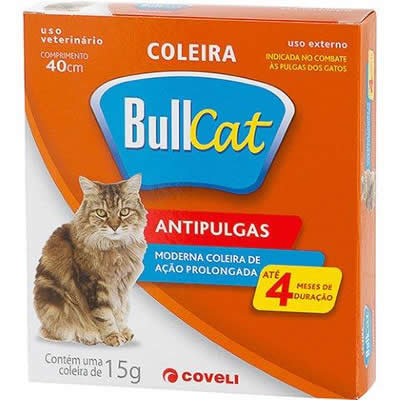 uso
veterinário
COMPRIMENTO
40cm
COLEIRA
uso externo
INDICADA NO COMBATE
ÀS PULGAS DOS GATOS
BullCat
ANTIPULGAS
MODERNA COLEIRA DE
AÇÃO PROLONGADA
ATÉ
4 MESES DE
DURAÇÃO
Contém uma
coleira de 15g
COVELI
BullCat